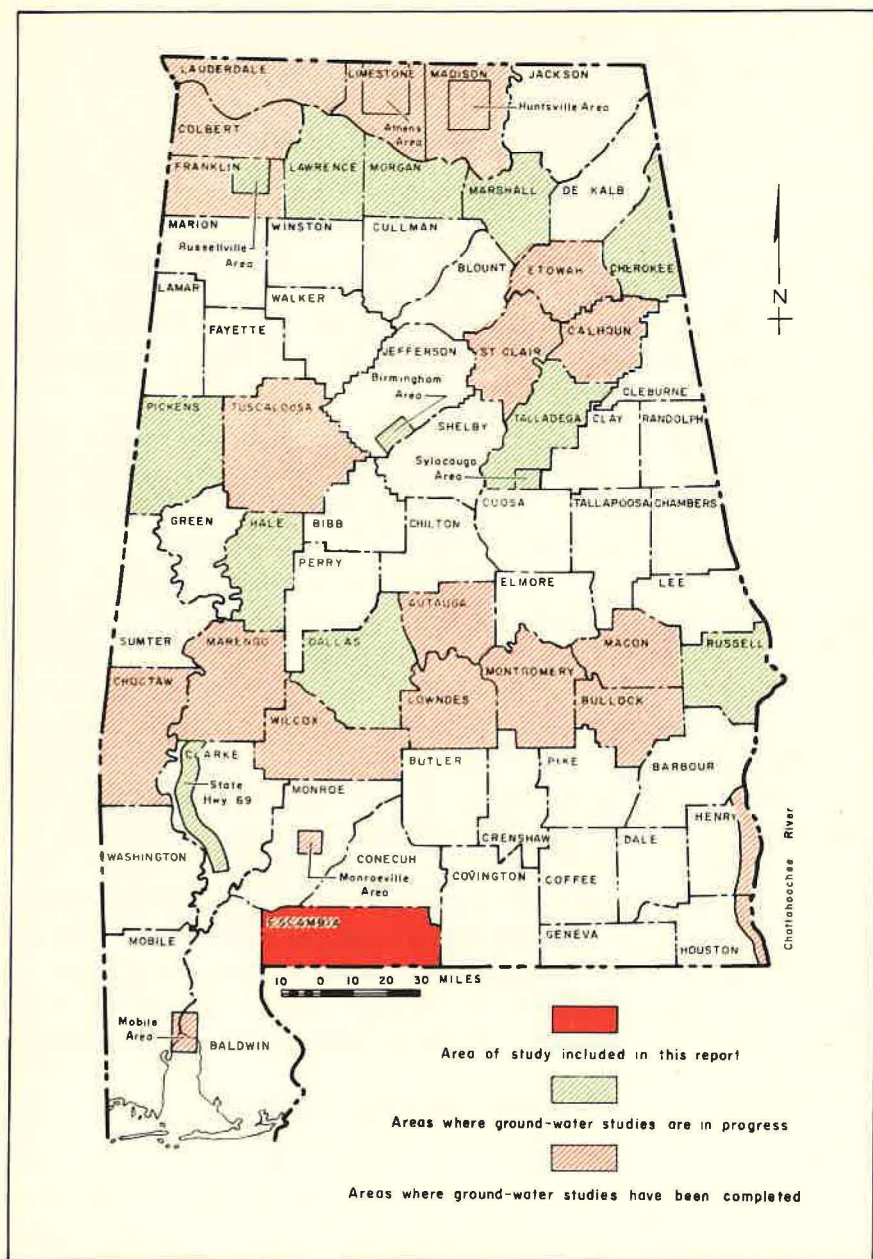 LAUDERDALE
LIMESTONE
MADISON
JACKSON
Athens
Area
Huntsville Area
COLBERT
FRANKLIN
LAWRENCE
MORGAN
MARSHALL
DE KALB
MARION
WINSTON
CULLMAN
Russellville
Area
BLOUNT
ETOWAH
CHEROKEE
N
LAMAR
WALKER
FAYETTE
JEFFERSON
Birmingham
Area
ST CLAIR
CALHOUN
CLEBURNE
PICKENS
TUSCALOOSA
SHELBY
TALLADEGA
CLAY
RANDOLPH
Sylacauga
Area
COOSA
TALLAPOOSA
CHAMBERS
GREEN
HALE
BIBB
CHILTON
PERRY
ELMORE
LEE
AUTAUGA
SUMTER
MARENGO
DALLAS
MACON
RUSSELL
CHOCTAW
MONTGOMERY
LOWNDES
BULLOCK
WILCOX
CLARKE
State
Hwy 69
BUTLER
PIKE
BARBOUR
MONROE
HENRY
CRENSHAW
DALE
WASHINGTON
CONECUH
Monroeville
Area
COVINGTON
COFFEE
Chattahoochee River
ESCAMBIA
MOBILE
GENEVA
HOUSTON
10 0 10 20 30 MILES
Mobile
Area
BALDWIN
Area of study included in this report
Areas where ground-water studies are in progress
Areas where ground-water studies have been completed